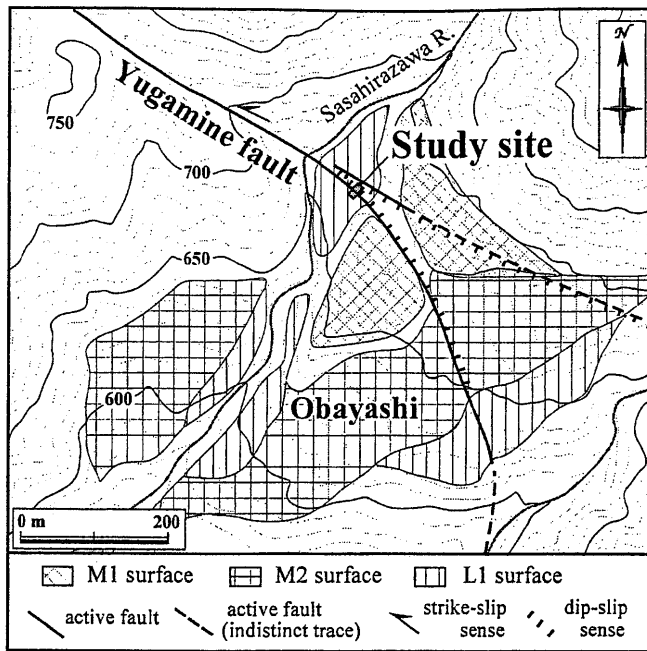 N
Sasahirazawa R.
Yugamine fault
750
Study site
700
650
600
Obayashi
0 m 200
M1 surface M2 surface L1 surface
active fault active fault (indistinct trace) strike-slip sense dip-slip sense